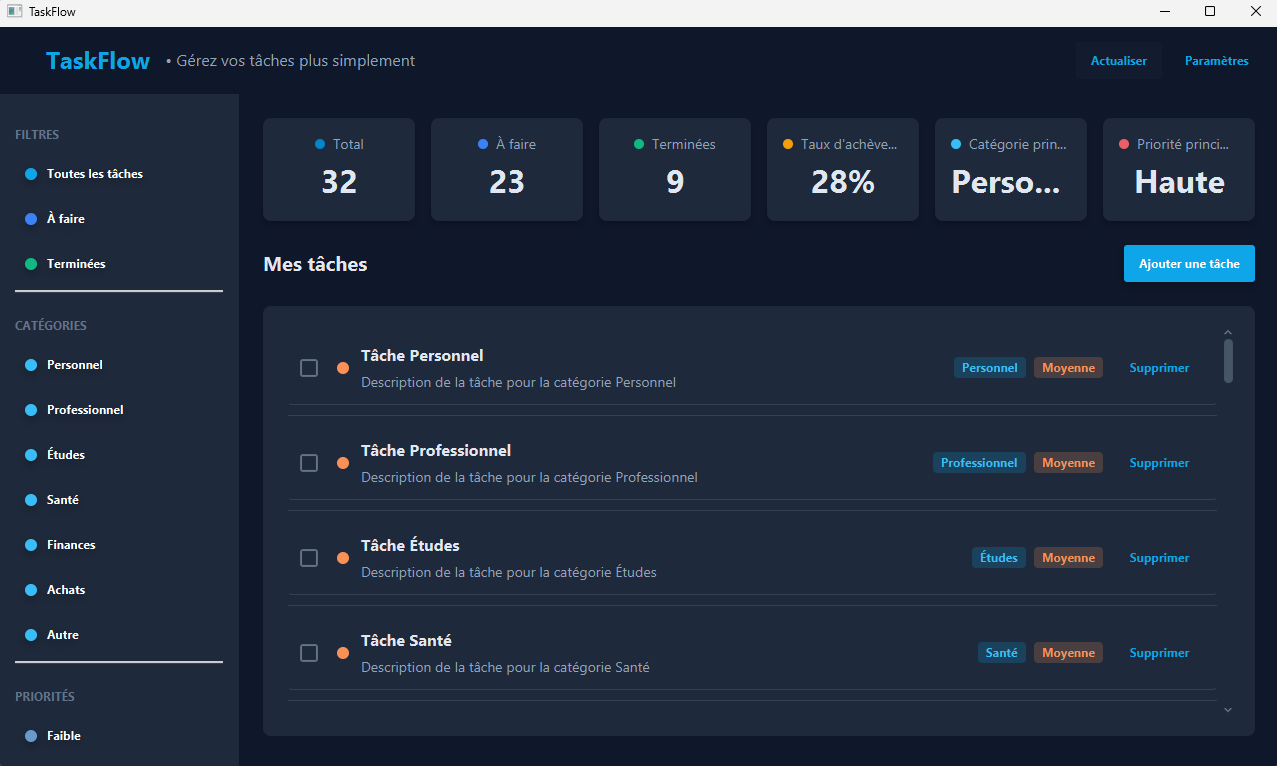 TaskFlow
TaskFlow • Gérez vos tâches plus simplement
Actualiser Paramètres
FILTRES
Toutes les tâches
À faire
Terminées
CATÉGORIES
Personnel
Professionnel
Études
Santé
Finances
Achats
Autre
PRIORITÉS
Faible
Total
32
À faire
23
Terminées
9
Taux d'achève...
28%
Catégorie prin...
Perso...
Priorité princi...
Haute
Mes tâches
Ajouter une tâche
Tâche Personnel
Description de la tâche pour la catégorie Personnel
Personnel Moyenne Supprimer
Tâche Professionnel
Description de la tâche pour la catégorie Professionnel
Professionnel Moyenne Supprimer
Tâche Études
Description de la tâche pour la catégorie Études
Études Moyenne Supprimer
Tâche Santé
Description de la tâche pour la catégorie Santé
Santé Moyenne Supprimer